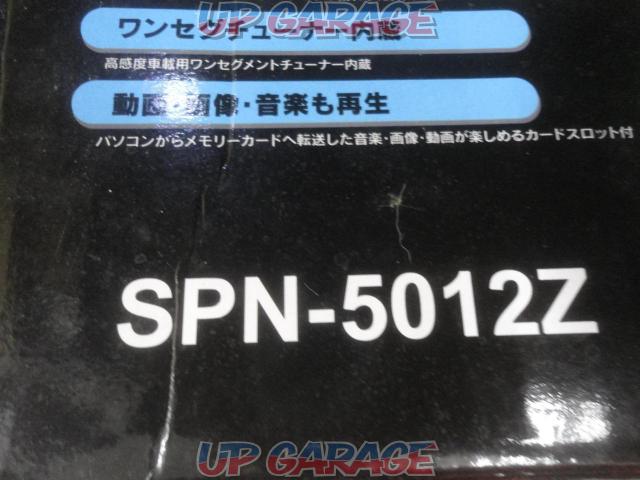 UP GARAGE
ワンセグチューナー内蔵
高感度車載用ワンセグメントチューナー内蔵
動画・画像・音楽も再生
パソコンからメモリーカードへ転送した音楽・画像・動画が楽しめるカードスロット付
SPN-5012Z
UP GARAGE